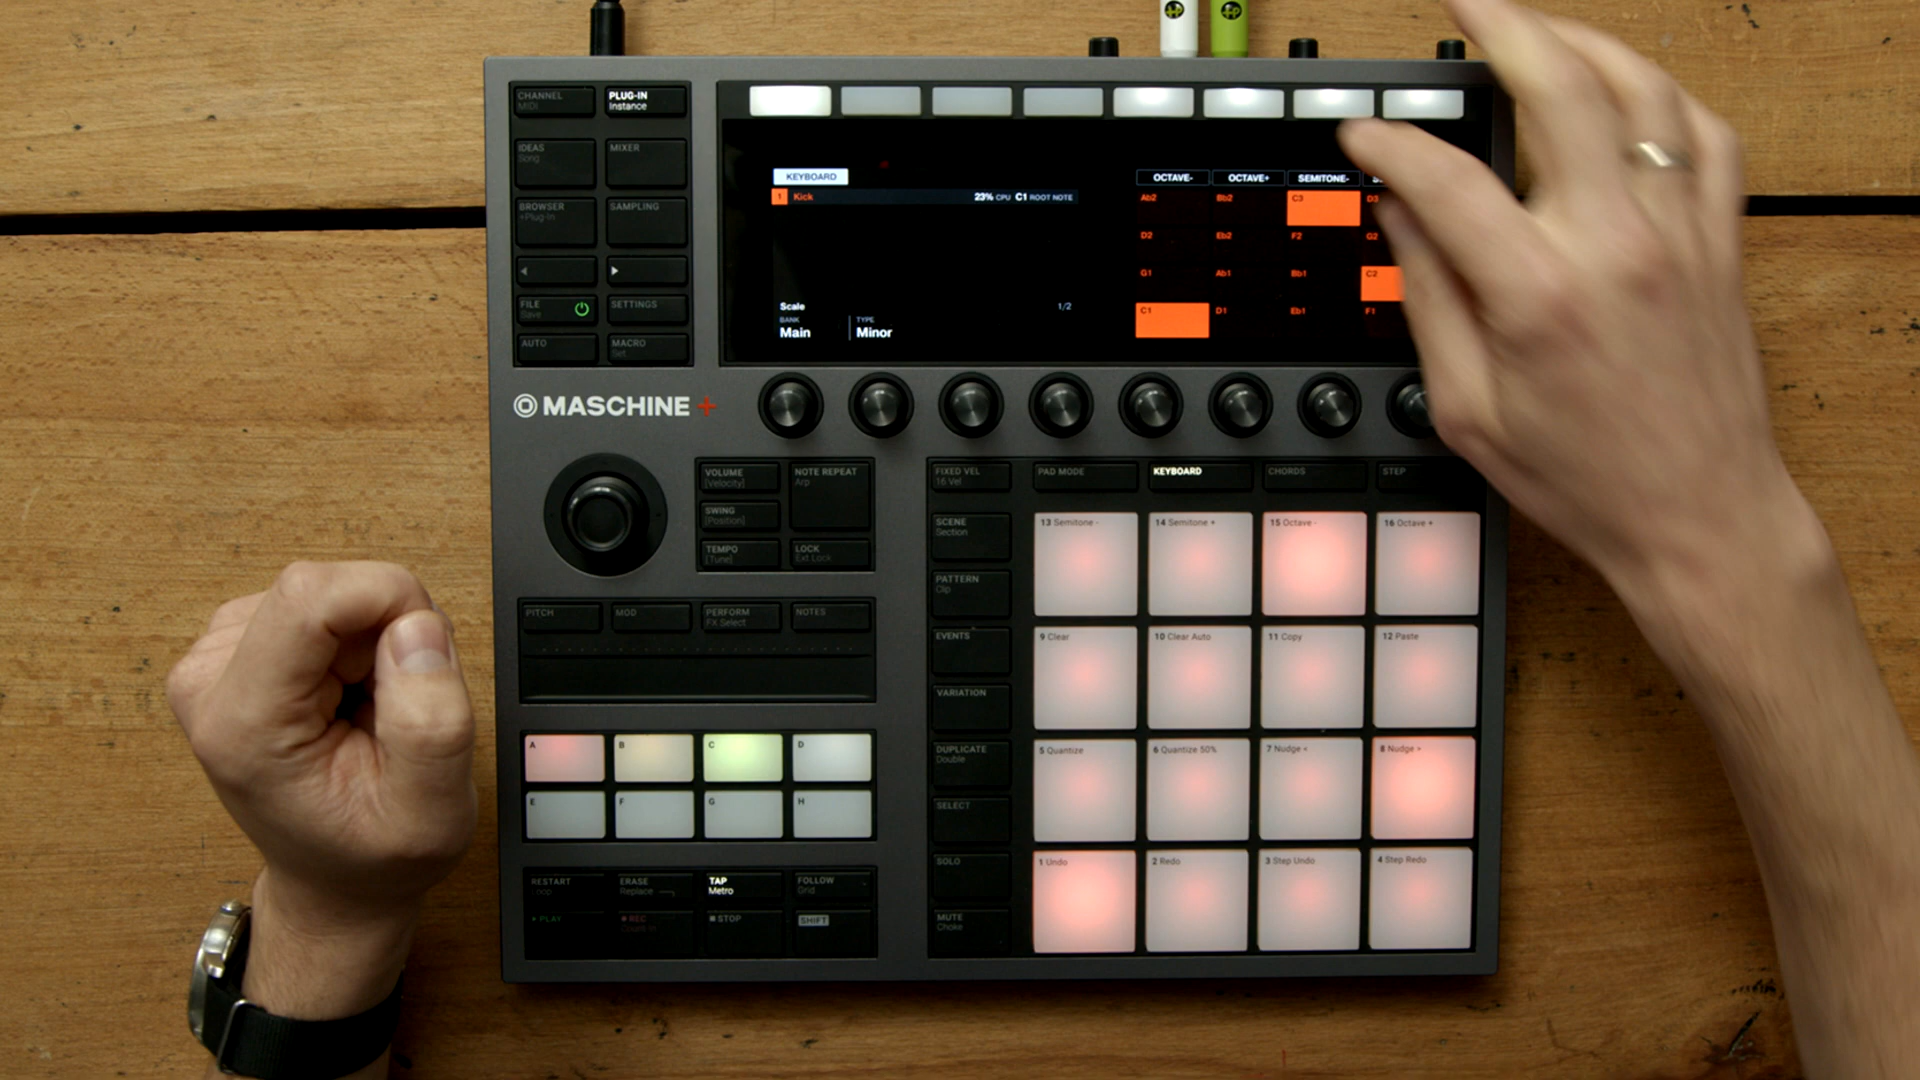 CHANNEL
MIDI
PLUG-IN
Instance
IDEAS
Song
MIXER
BROWSER
+Plug-In
SAMPLING
FILE
Save
SETTINGS
AUTO
MACRO
Set
KEYBOARD
1 Kick 23% CPU C1 ROOT NOTE
Scale 1/2
BANK
Main
TYPE
Minor
OCTAVE- OCTAVE+ SEMITONE-
Ab2 Bb2 C3 D3
D2 Eb2 F2 G2
G1 Ab1 Bb1 C2
C1 D1 Eb1 F1
MASCHINE +
VOLUME
[Velocity]
NOTE REPEAT
Arp
SWING
[Position]
TEMPO
[Tune]
LOCK
Ext Lock
FIXED VEL
16 Vel
PAD MODE
KEYBOARD
CHORDS
STEP
PITCH
MOD
PERFORM
FX Select
NOTES
SCENE
Section
PATTERN
Clip
EVENTS
VARIATION
DUPLICATE
Double
SELECT
SOLO
MUTE
Choke
13 Semitone -
14 Semitone +
15 Octave -
16 Octave +
9 Clear
10 Clear Auto
11 Copy
12 Paste
5 Quantize
6 Quantize 50%
7 Nudge <
8 Nudge >
1 Undo
2 Redo
3 Step Undo
4 Step Redo
A B C D
E F G H
RESTART
ERASE
Replace
TAP
Metro
FOLLOW
Grid
PLAY
REC
Count-In
STOP
SHIFT